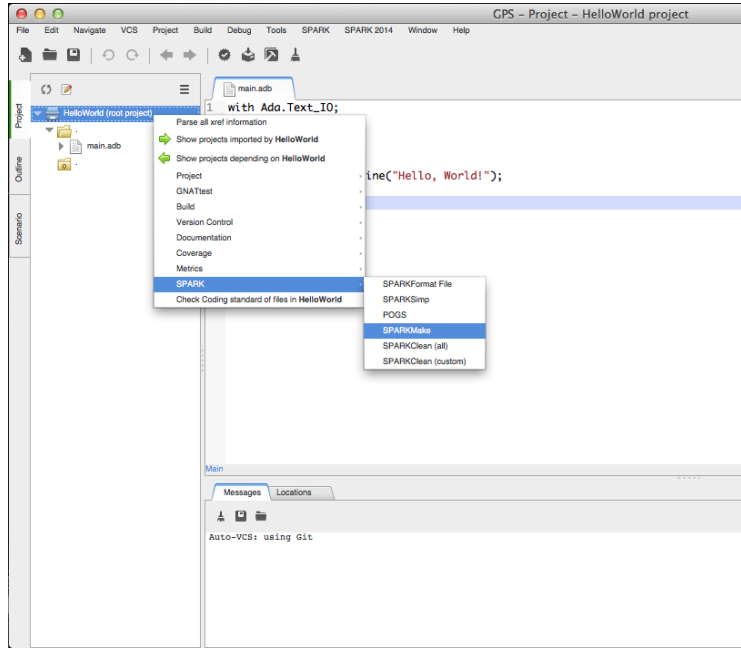 GPS – Project – HelloWorld project
File Edit Navigate VCS Project Build Debug Tools SPARK SPARK 2014 Window Help
Project
Outline
Scenario
HelloWorld (root project)
.
main.adb
.
main.adb
1 with Ada.Text_IO;
ine("Hello, World!");
Parse all xref information
Show projects imported by HelloWorld
Show projects depending on HelloWorld
Project
GNATtest
Build
Version Control
Documentation
Coverage
Metrics
SPARK
Check Coding standard of files in HelloWorld
SPARKFormat File
SPARKSimp
POGS
SPARKMake
SPARKClean (all)
SPARKClean (custom)
Main
Messages Locations
Auto-VCS: using Git